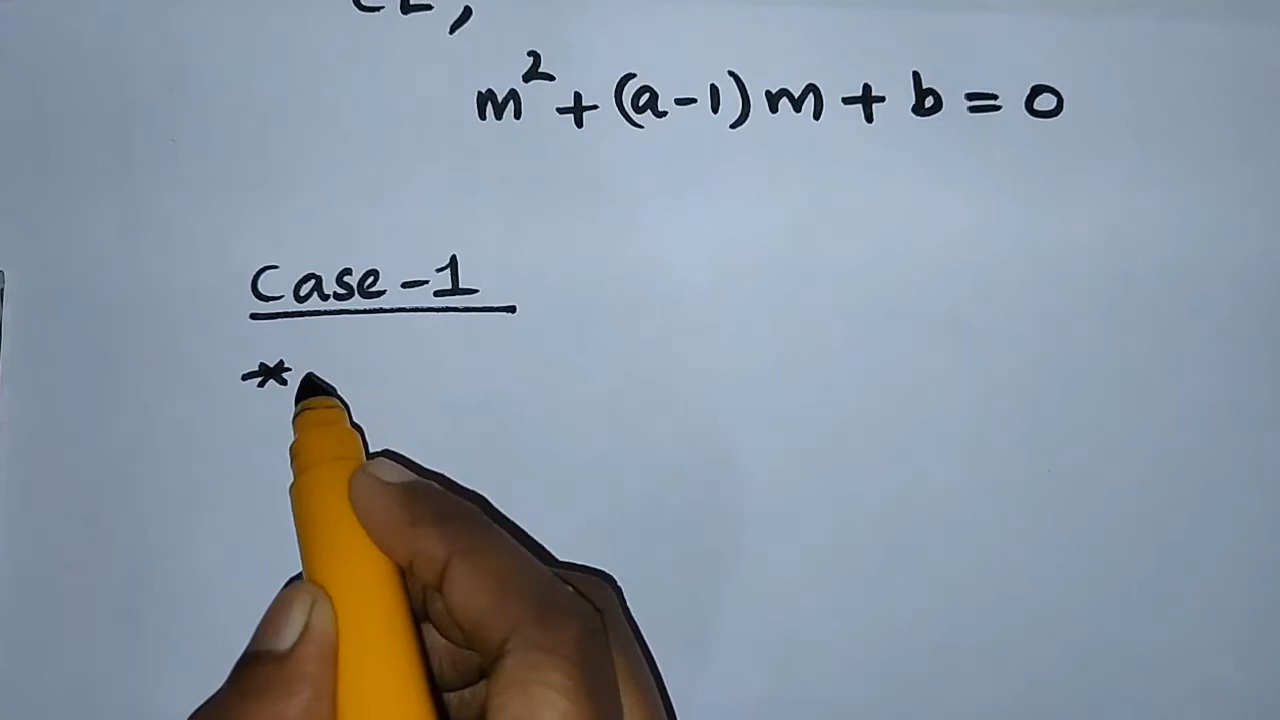 m² + (a-1) m + b = 0
Case-1
*